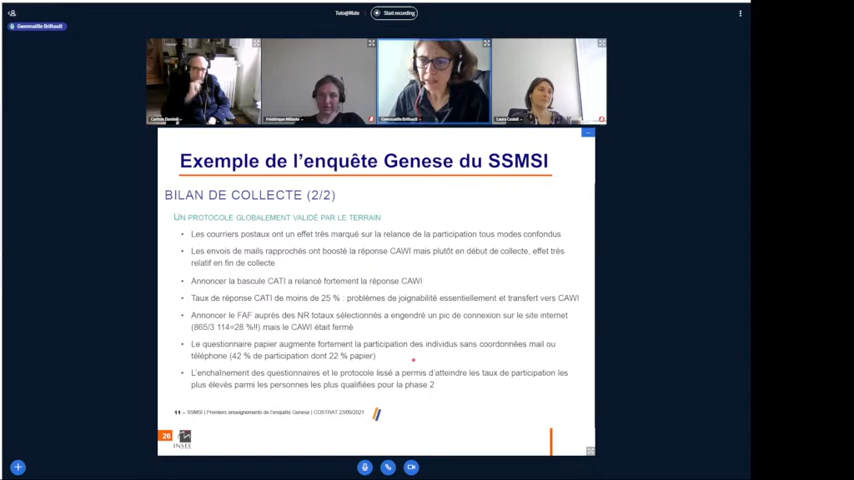 Tuto@Mate
Start recording
Gwennaëlle Brilhault
Frédérique
Gwennaëlle Brilhault
Laura Castell
Exemple de l'enquête Genese du SSMSI
BILAN DE COLLECTE (2/2)
UN PROTOCOLE GLOBALEMENT VALIDÉ PAR LE TERRAIN
• Les courriers postaux ont un effet très marqué sur la relance de la participation tous modes confondus
• Les envois de mails rapprochés ont boosté la réponse CAWI mais plutôt en début de collecte, effet très
relatif en fin de collecte
• Annoncer la bascule CATI a relancé fortement la réponse CAWI
• Taux de réponse CATI de moins de 25 % : problèmes de joignabilité essentiellement et transfert vers CAWI
• Annoncer le FAF auprès des NR totaux sélectionnés a engendré un pic de connexion sur le site internet
(865/3 114=28 %!!) mais le CAWI était fermé
• Le questionnaire papier augmente fortement la participation des individus sans coordonnées mail ou
téléphone (42 % de participation dont 22 % papier)
• L'enchaînement des questionnaires et le protocole lissé a permis d'atteindre les taux de participation les
plus élevés parmi les personnes les plus qualifiées pour la phase 2
SSMSI | Premiers enseignements de l'enquête Genese | COSTRAT 23/09/2021
26
INSEE